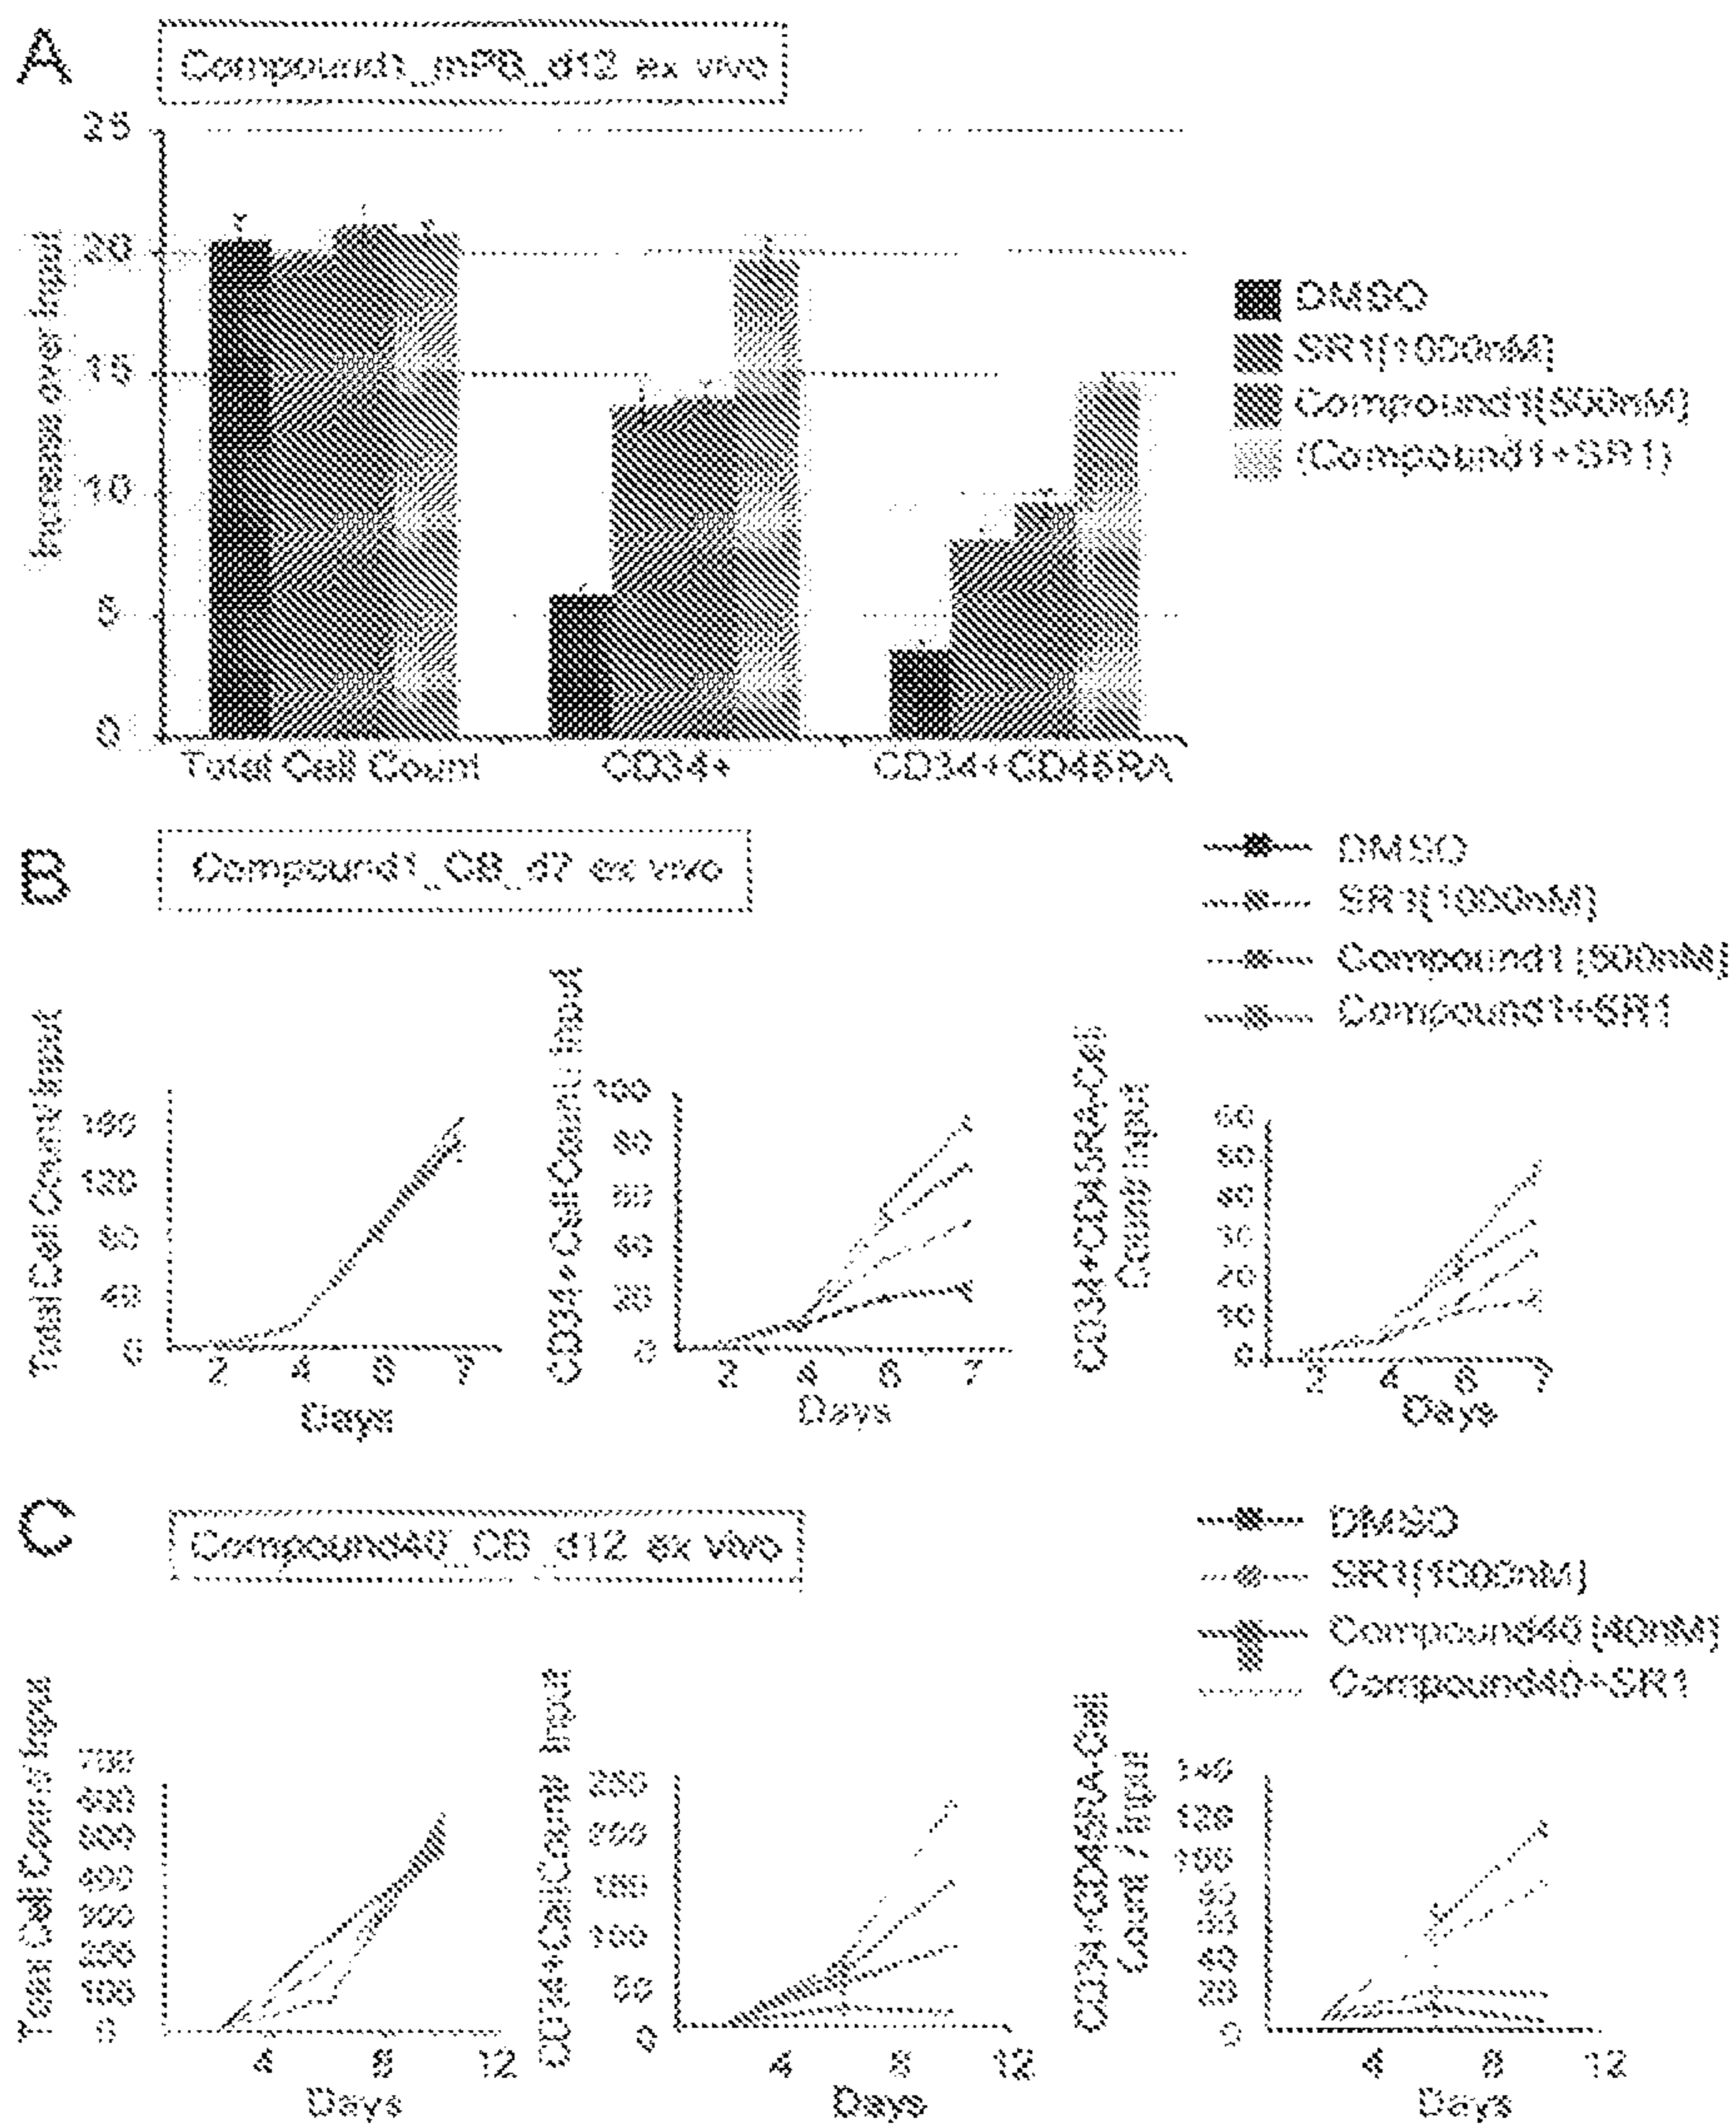 A
Compound1_mPB_d12 ex vivo
25
20
15
10
5
0
Increase over Input
Total Cell Count
CD34+
CD34+CD45RA
DMSO
SR1[1000nM]
Compound1[500nM]
(Compound1+SR1)
B
Compound1_CB_d7 ex vivo
DMSO
SR1[1000nM]
Compound1 [500nM]
Compound1+SR1
Total Cell Count/Input
160
120
80
40
0
2 4 6 7
Days
CD34+ Cell Count/ Input
100
80
60
40
20
0
2 4 6 7
Days
CD34+CD45RA-Cell
Count/ Input
60
50
40
30
20
10
0
2 4 6 7
Days
C
Compound40_CB_d12 ex vivo
DMSO
SR1[1000nM]
Compound40 [40nM]
Compound40+SR1
Total Cell Count/ Input
700
0
4 8 12
Days
CD34+CellCount/ Input
250
200
150
100
50
0
4 8 12
Days
CD34+CD45RA-Cell
Count / Input
140
120
100
0
4 8 12
Days